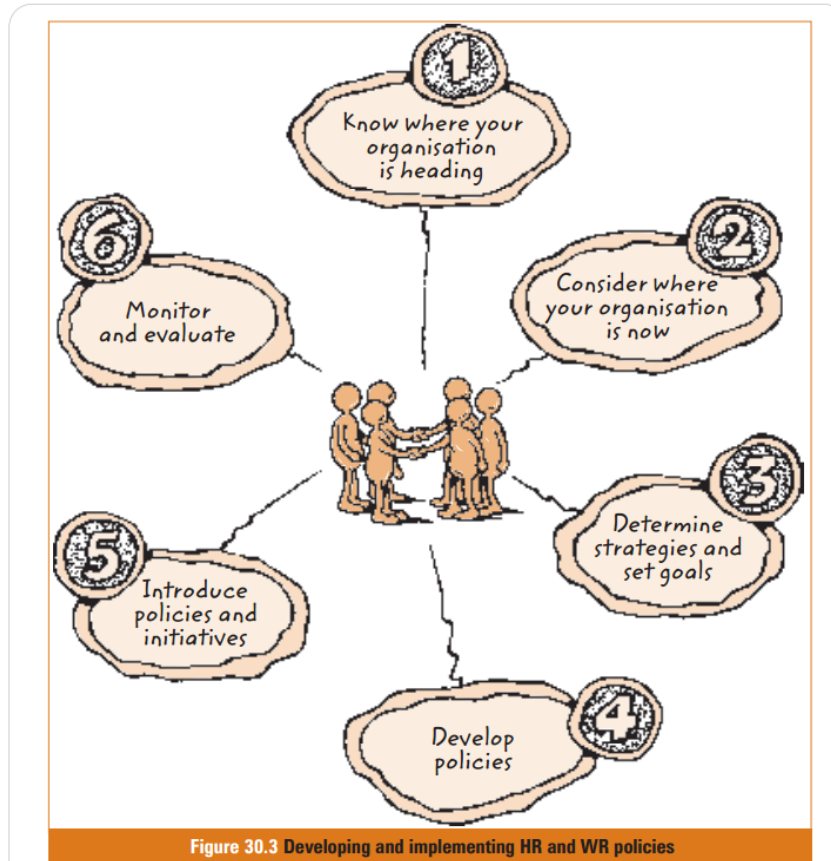 1
Know where your
organisation
is heading
2
Consider where
your organisation
is now
3
Determine
strategies and
set goals
4
Develop
policies
5
Introduce
policies and
initiatives
6
Monitor
and evaluate
Figure 30.3 Developing and implementing HR and WR policies